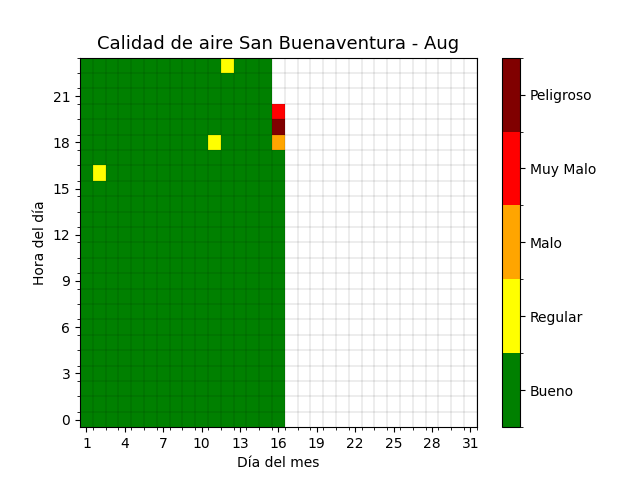 Calidad de aire San Buenaventura - Aug
Hora del día
21
18
15
12
9
6
3
0
1 4 7 10 13 16 19 22 25 28 31
Día del mes
Peligroso
Muy Malo
Malo
Regular
Bueno